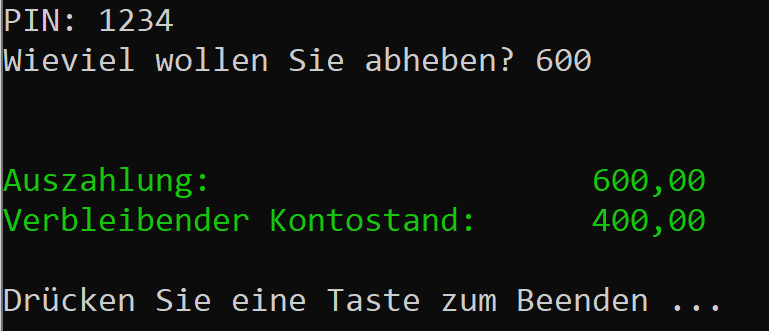 PIN: 1234
Wieviel wollen Sie abheben? 600
Auszahlung: 600,00
Verbleibender Kontostand: 400,00
Drücken Sie eine Taste zum Beenden ...